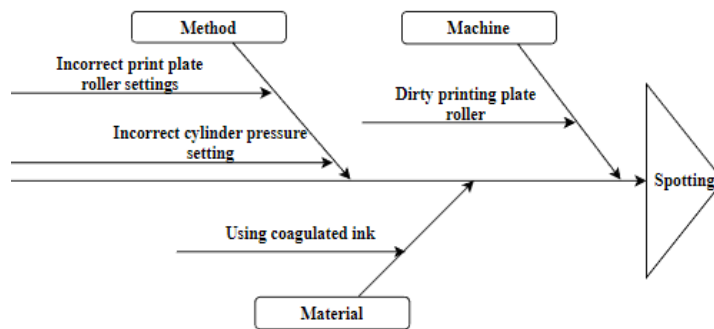 Method
Machine
Incorrect print plate
roller settings
Dirty printing plate
roller
Incorrect cylinder pressure
setting
Spotting
Using coagulated ink
Material